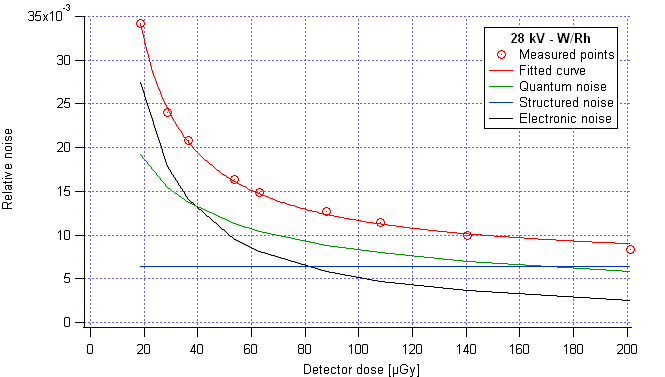 35x10-3
30
25
20
15
10
5
0
Relative noise
28 kV - W/Rh
Measured points
Fitted curve
Quantum noise
Structured noise
Electronic noise
0 20 40 60 80 100 120 140 160 180 200
Detector dose [µGy]